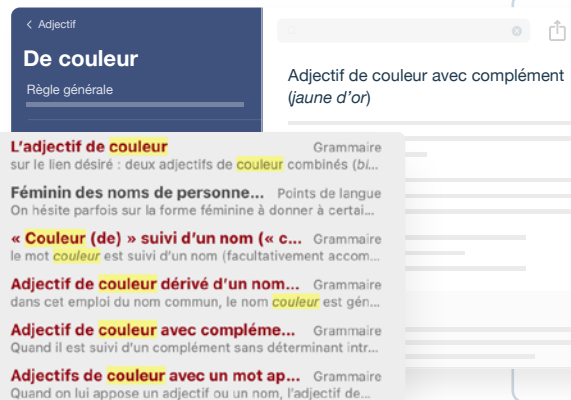 Adjectif
De couleur
Règle générale
Adjectif de couleur avec complément
(jaune d’or)
L’adjectif de couleur Grammaire
sur le lien désiré : deux adjectifs de couleur combinés (bi...
Féminin des noms de personne... Points de langue
On hésite parfois sur la forme féminine à donner à certai...
« Couleur (de) » suivi d’un nom (« c... Grammaire
le mot couleur est suivi d’un nom (facultativement accom...
Adjectif de couleur dérivé d’un nom... Grammaire
dans cet emploi du nom commun, le nom couleur est gén...
Adjectif de couleur avec compléme... Grammaire
Quand il est suivi d’un complément sans déterminant intr...
Adjectifs de couleur avec un mot ap... Grammaire
Quand on lui appose un adjectif ou un nom, l’adjectif de...